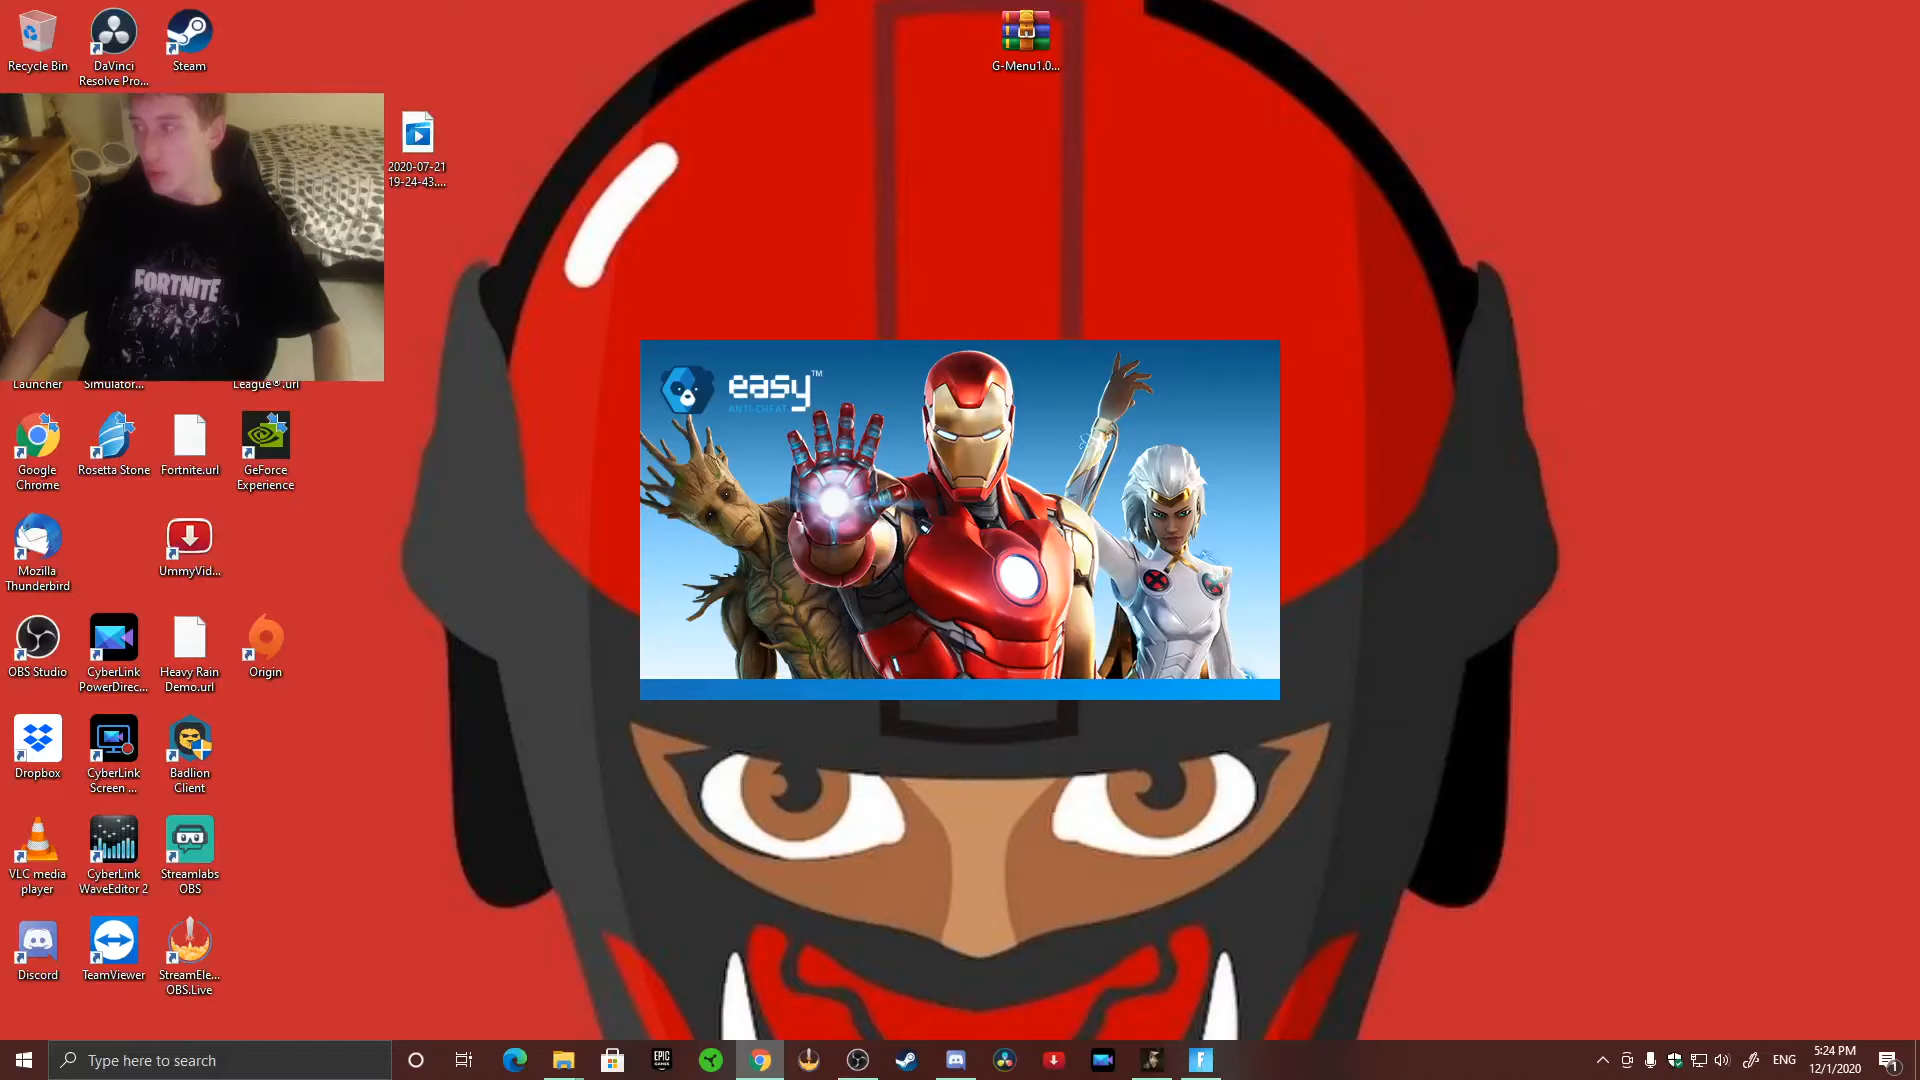 Recycle Bin
DaVinci
Resolve Pro...
Steam
G-Menu1.0...
2020-07-21
19-24-43....
FORTNITE
easy™
ANTI-CHEAT
Launcher
Simulator...
League®.url
Google
Chrome
Rosetta Stone
Fortnite.url
GeForce
Experience
Mozilla
Thunderbird
UmmyVid...
OBS Studio
CyberLink
PowerDirec...
Heavy Rain
Demo.url
Origin
Dropbox
CyberLink
Screen ...
Badlion
Client
VLC media
player
CyberLink
WaveEditor 2
Streamlabs
OBS
Discord
TeamViewer
StreamEle...
OBS.Live
Type here to search
EPIC
GAMES
ENG
5:24 PM
12/1/2020
1